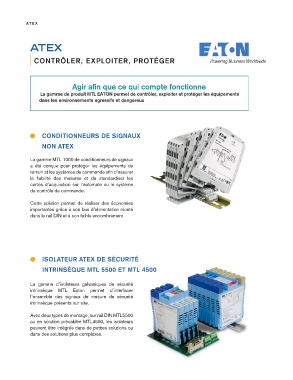 ATEX
ATEX
CONTRÔLER, EXPLOITER, PROTÉGER
EATON
Powering Business Worldwide
Agir afin que ce qui compte fonctionne
La gamme de produit MTL EATON permet de contrôler, exploiter et protéger les équipements
dans les environnements agressifs et dangereux
CONDITIONNEURS DE SIGNAUX
NON ATEX
La gamme MTL 1000 de conditionneurs de signaux
a été conçue pour protéger les équipements de
terrain et les systèmes de commande afin d'assurer
la fiabilité des mesures et de standardiser les
cartes d'acquisition sur l'automate ou le système
de contrôle de commande.
Cette solution permet de réaliser des économies
importantes grâce à son bus d'alimentation monté
dans le rail DIN et à son faible encombrement.
ISOLATEUR ATEX DE SÉCURITÉ
INTRINSÈQUE MTL 5500 ET MTL 4500
La gamme d'isolateurs galvaniques de sécurité
intrinsèque MTL Eaton permet d'interfacer
l'ensemble des signaux de mesure de sécurité
intrinsèque présents sur site.
Avec deux types de montage, sur rail DIN MTL5500
ou en solution précâblée MTL4500, les isolateurs
peuvent être intégrés dans de petites solutions ou
dans des solutions plus complexes.